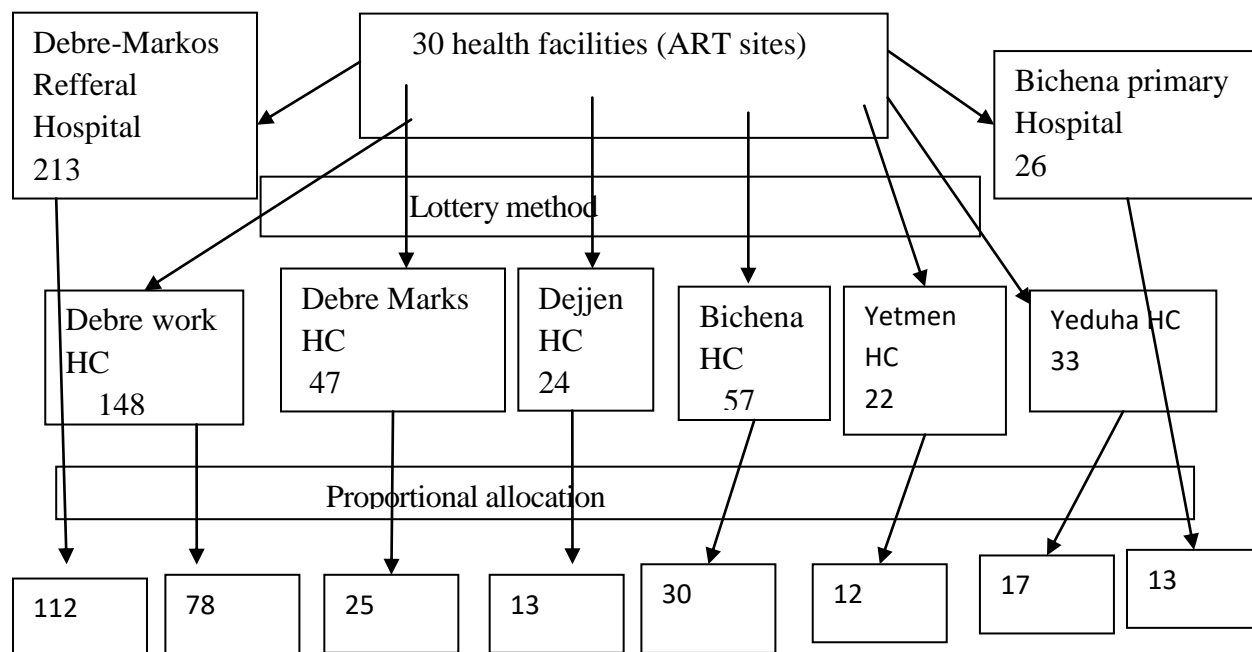 Debre-Markos
Refferal
Hospital
213
30 health facilities (ART sites)
Bichena primary
Hospital
26
Lottery method
Debre work
HC
148
Debre Marks
HC
47
Dejjen
HC
24
Bichena
HC
57
Yetmen
HC
22
Yeduha HC
33
Proportional allocation
112
78
25
13
30
12
17
13